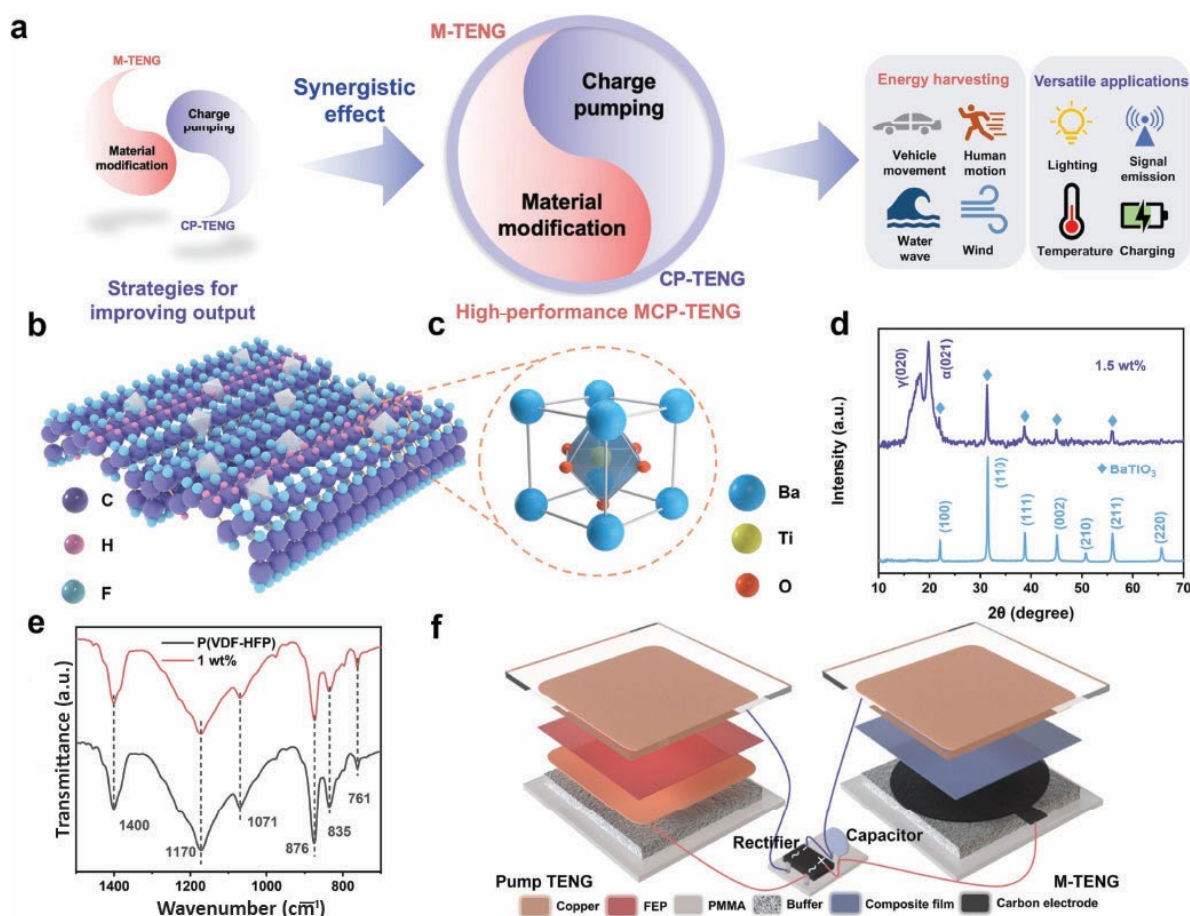 a
M-TENG
Charge
pumping
Material
modification
CP-TENG
Strategies for
improving output
Synergistic
effect
M-TENG
Charge
pumping
Material
modification
CP-TENG
High-performance MCP-TENG
Energy harvesting
Vehicle
movement
Human
motion
Water
wave
Wind
Versatile applications
Lighting
Signal
emission
Temperature
Charging
b
C
H
F
c
Ba
Ti
O
d
Intensity (a.u.)
γ(020)
α(021)
1.5 wt%
BaTiO3
(100)
(110)
(111)
(002)
(210)
(211)
(220)
10 20 30 40 50 60 70
2θ (degree)
e
Transmittance (a.u.)
P(VDF-HFP)
1 wt%
1400
1170
1071
876
835
761
1400 1200 1000 800
Wavenumber (cm-1)
f
Rectifier
Capacitor
Pump TENG
M-TENG
Copper FEP PMMA Buffer Composite film Carbon electrode